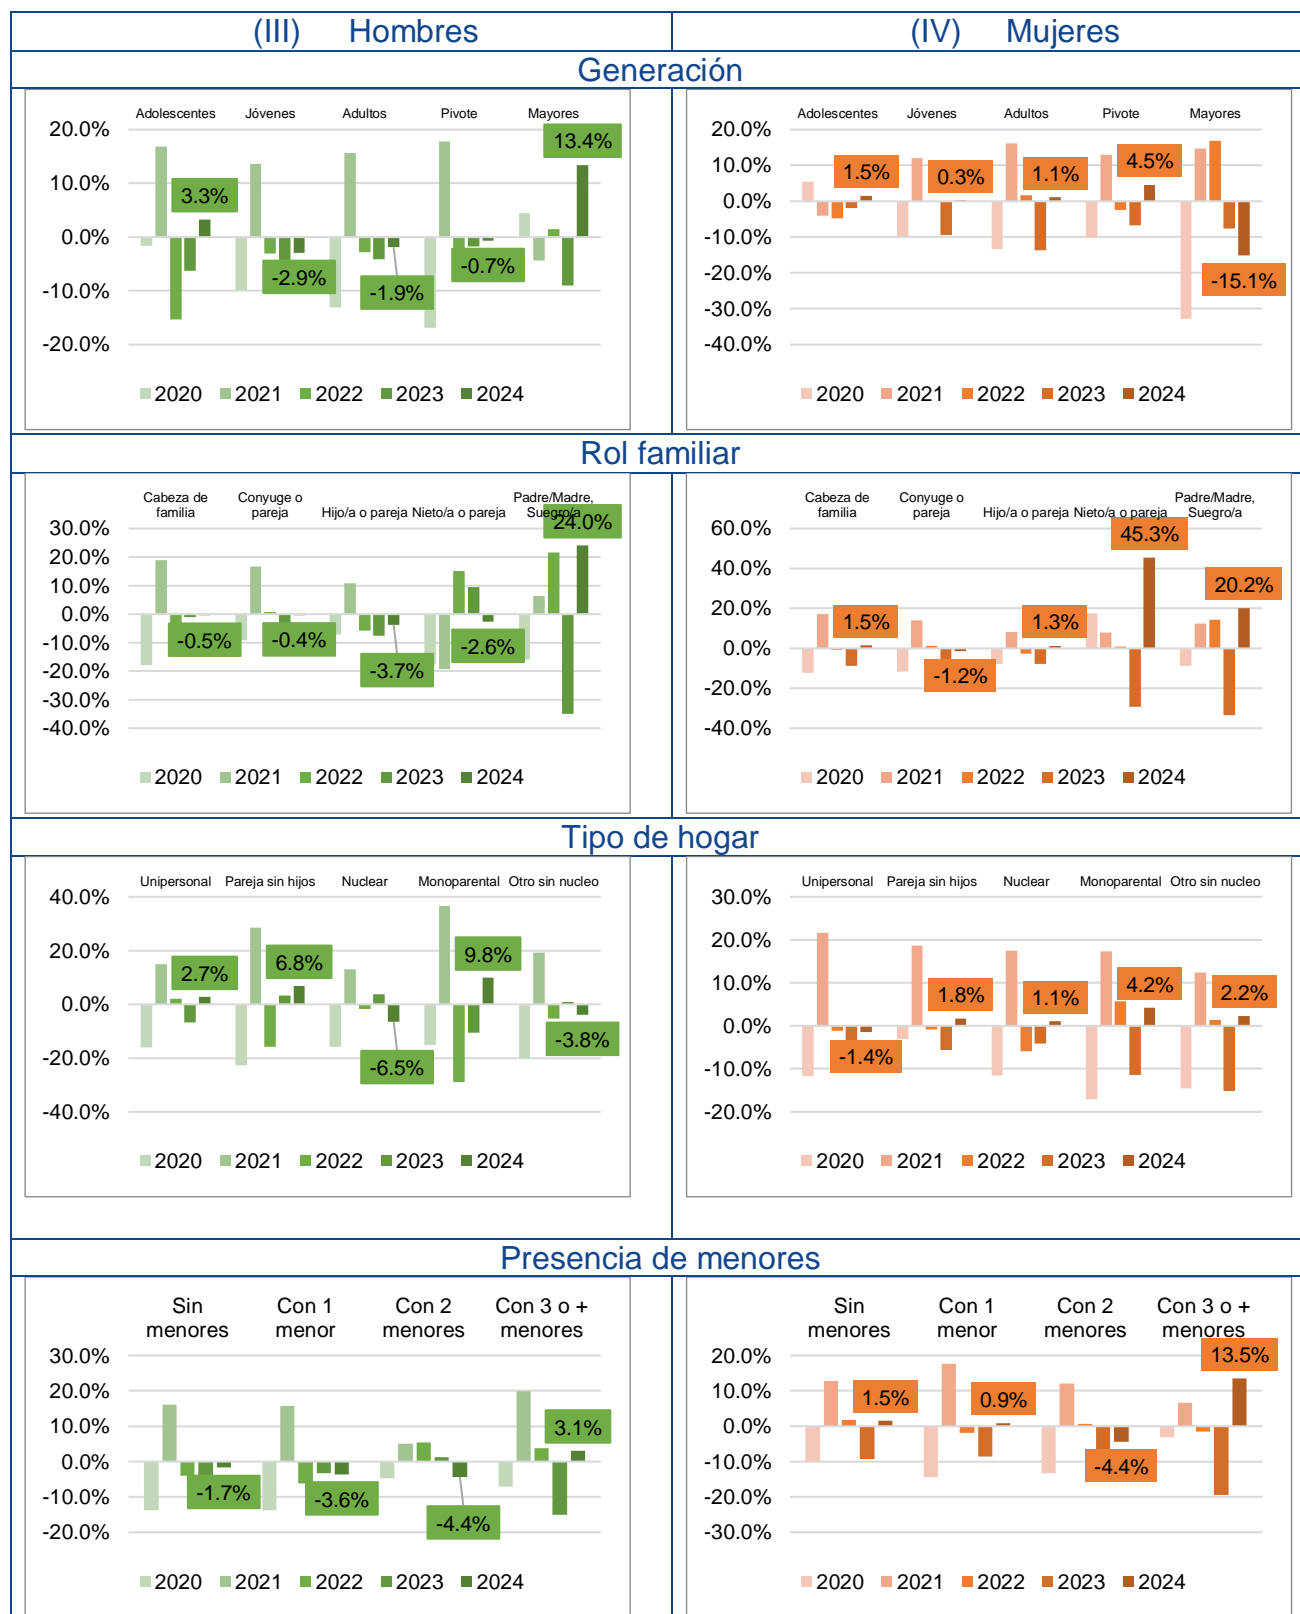 (III) Hombres
(IV) Mujeres
Generación
Adolescentes Jóvenes Adultos Pivote Mayores
20.0%
10.0%
0.0%
-10.0%
-20.0%
3.3%
-2.9%
-1.9%
-0.7%
13.4%
2020 2021 2022 2023 2024
Adolescentes Jóvenes Adultos Pivote Mayores
20.0%
10.0%
0.0%
-10.0%
-20.0%
-30.0%
-40.0%
1.5%
0.3%
1.1%
4.5%
-15.1%
2020 2021 2022 2023 2024
Rol familiar
Cabeza de familia
Conyuge o pareja
Hijo/a o pareja
Nieto/a o pareja
Padre/Madre, Suegro/a
30.0%
20.0%
10.0%
0.0%
-10.0%
-20.0%
-30.0%
-40.0%
-0.5%
-0.4%
-3.7%
-2.6%
24.0%
2020 2021 2022 2023 2024
Cabeza de familia
Conyuge o pareja
Hijo/a o pareja
Nieto/a o pareja
Padre/Madre, Suegro/a
60.0%
40.0%
20.0%
0.0%
-20.0%
-40.0%
1.5%
-1.2%
1.3%
45.3%
20.2%
2020 2021 2022 2023 2024
Tipo de hogar
Unipersonal Pareja sin hijos Nuclear Monoparental Otro sin nucleo
40.0%
20.0%
0.0%
-20.0%
-40.0%
2.7%
6.8%
-6.5%
9.8%
-3.8%
2020 2021 2022 2023 2024
Unipersonal Pareja sin hijos Nuclear Monoparental Otro sin nucleo
30.0%
20.0%
10.0%
0.0%
-10.0%
-20.0%
-1.4%
1.8%
1.1%
4.2%
2.2%
2020 2021 2022 2023 2024
Presencia de menores
Sin menores
Con 1 menor
Con 2 menores
Con 3 o + menores
30.0%
20.0%
10.0%
0.0%
-10.0%
-20.0%
-1.7%
-3.6%
-4.4%
3.1%
2020 2021 2022 2023 2024
Sin menores
Con 1 menor
Con 2 menores
Con 3 o + menores
20.0%
10.0%
0.0%
-10.0%
-20.0%
-30.0%
1.5%
0.9%
-4.4%
13.5%
2020 2021 2022 2023 2024